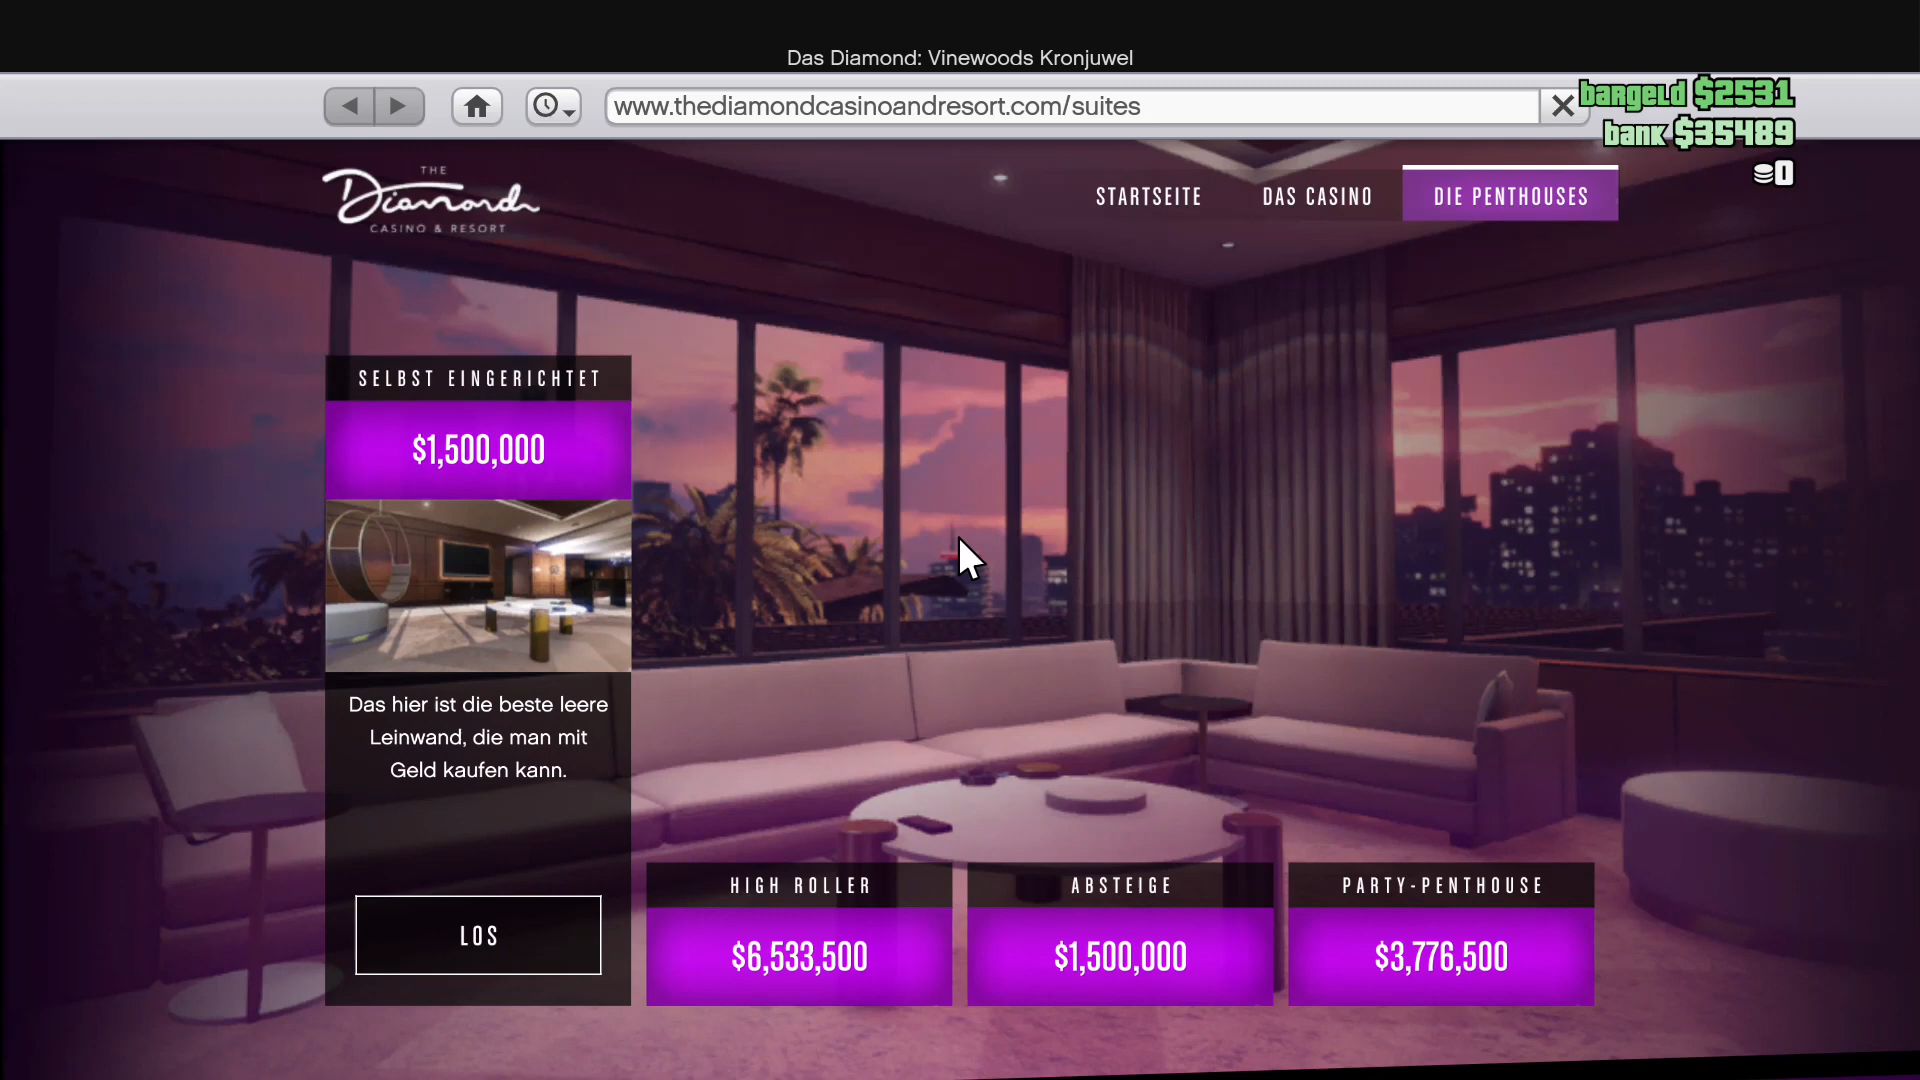 Das Diamond: Vinewoods Kronjuwel
www.thediamondcasinoandresort.com/suites
bargeld $2531
bank $35489
0
THE
Diamond
CASINO & RESORT
STARTSEITE
DAS CASINO
DIE PENTHOUSES
SELBST EINGERICHTET
$1,500,000
Das hier ist die beste leere
Leinwand, die man mit
Geld kaufen kann.
LOS
HIGH ROLLER
$6,533,500
ABSTEIGE
$1,500,000
PARTY-PENTHOUSE
$3,776,500